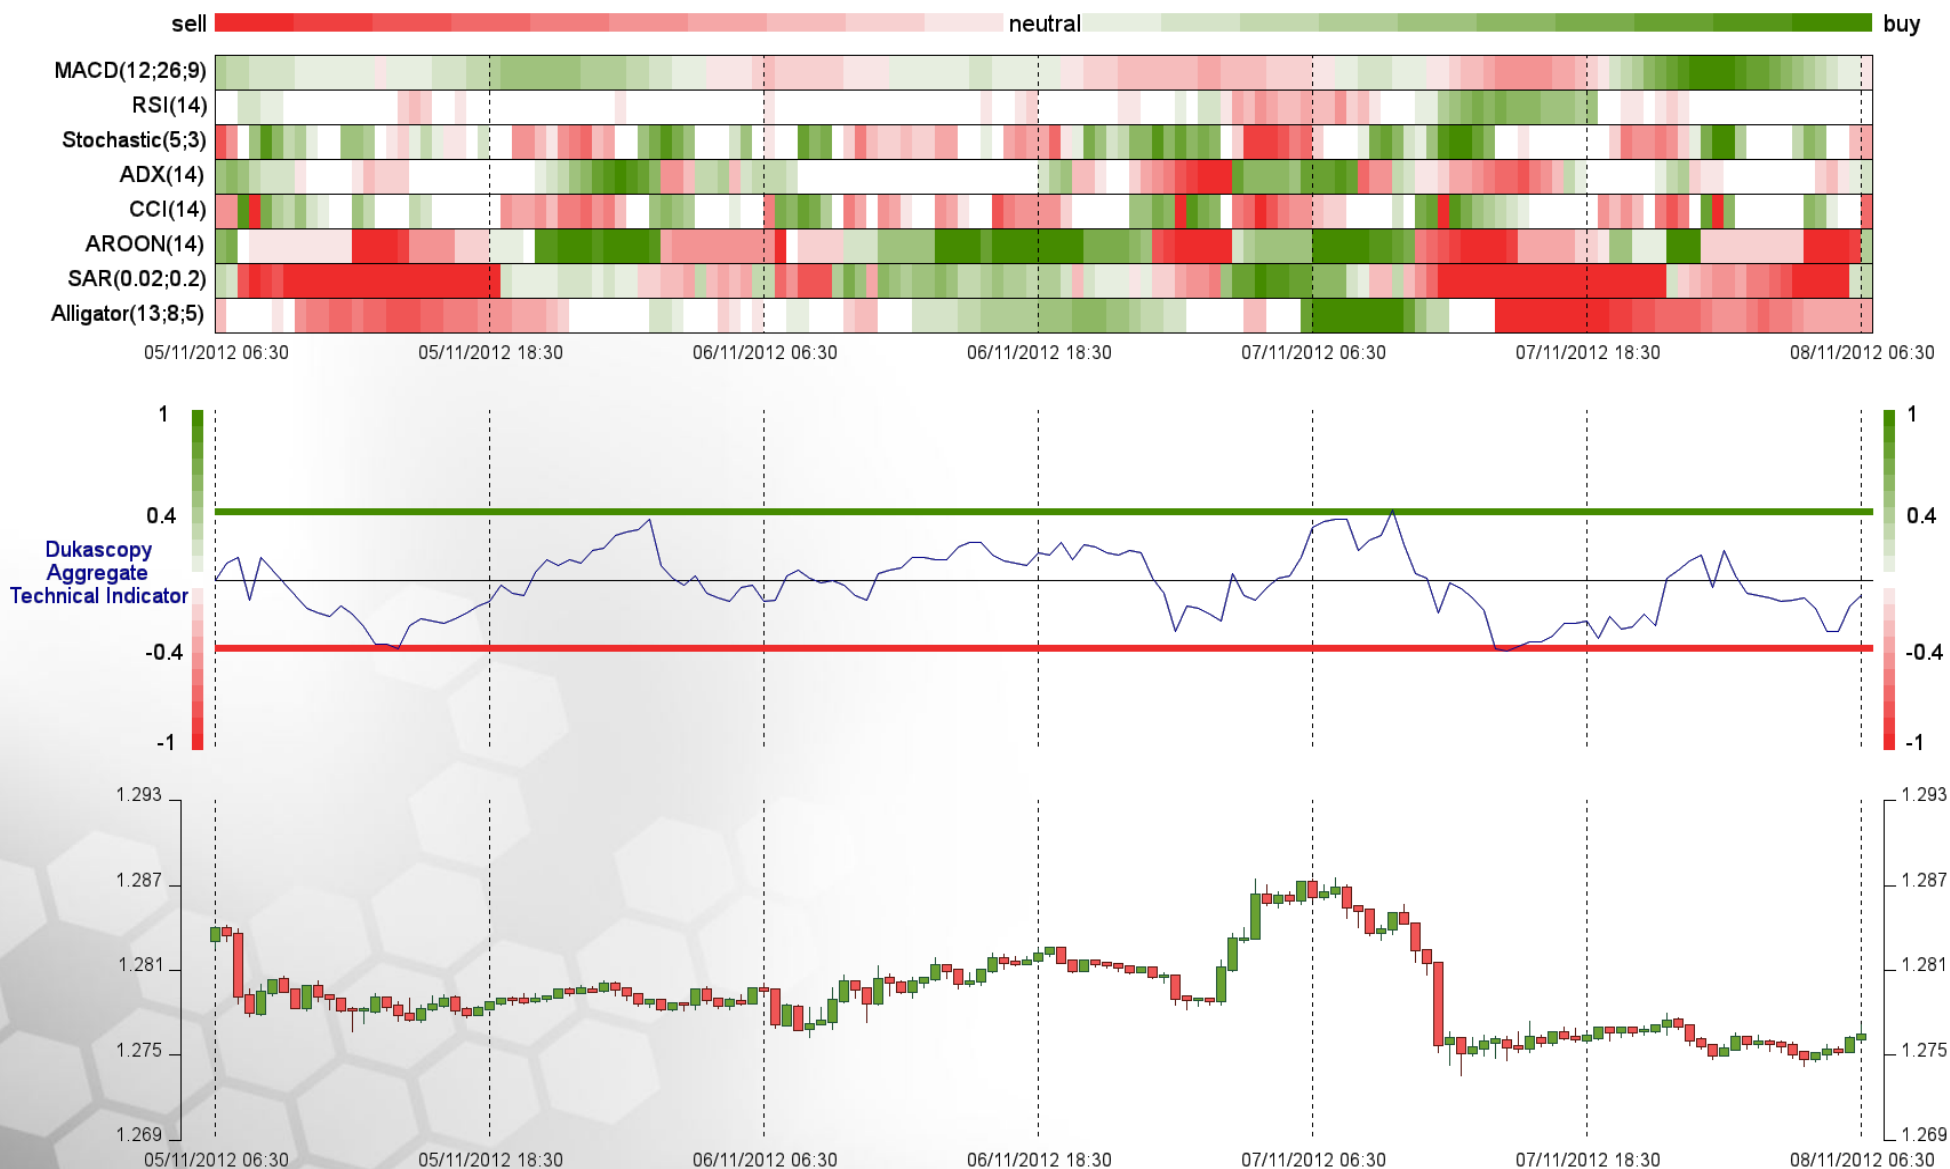 sell neutral buy
MACD(12;26;9)
RSI(14)
Stochastic(5;3)
ADX(14)
CCI(14)
AROON(14)
SAR(0.02;0.2)
Alligator(13;8;5)
05/11/2012 06:30 05/11/2012 18:30 06/11/2012 06:30 06/11/2012 18:30 07/11/2012 06:30 07/11/2012 18:30 08/11/2012 06:30
1 1
0.4 0.4
Dukascopy
Aggregate
Technical Indicator
-0.4 -0.4
-1 -1
1.293 1.293
1.287 1.287
1.281 1.281
1.275 1.275
1.269 1.269
05/11/2012 06:30 05/11/2012 18:30 06/11/2012 06:30 06/11/2012 18:30 07/11/2012 06:30 07/11/2012 18:30 08/11/2012 06:30